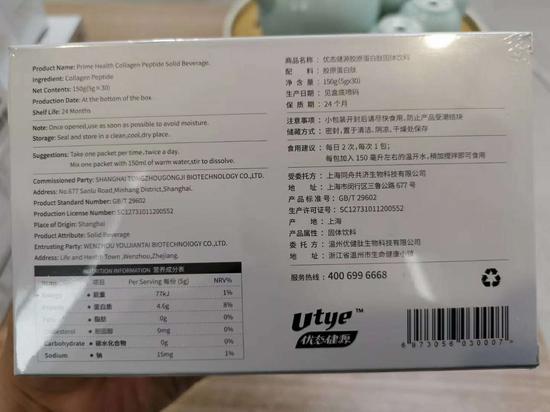 Product Name: Prime Health Collagen Peptide Solid Beverage.
Ingredient: Collagen Peptide
Net Contents: 150g(5g×30)
Production Date: At the bottom of the box.
Shelf Life: 24 Months
Note: Once opened,use as soon as possible to avoid moisture.
Storage: Seal and store in a clean,cool,dry place.
Suggestions: Take one packet per time, twice a day.
Mix one packet with 150ml of warm water,stir to dissolve.
Commissioned Party: SHANGHAI TONGZHOUGONGJI BIOTECHNOLOGY CO.,LTD
Address: No.677 Sanlu Road,Minhang District,Shanghai.
GB/T 29602
Production License Number: SC12731011200552
Place of Origin: Shanghai
Product Attribute: Solid Beverage
Entrusting Party: WENZHOU YOUJIANTAI BIOTECHNOLOGY CO.,LTD
Address: Life and Health Town, Wenzhou, Zhejiang.
NUTRITION INFORMATION 营养成分表
项目 Per Serving 每份 (5g) NRV%
Energy 能量 77kJ 1%
Protein 蛋白质 4.6g 8%
脂肪 0g 0%
胆固醇 0mg 0%
Carbohydrate 碳水化合物 0g 0%
Sodium 钠 15mg 1%
商品名称：优态健源胶原蛋白肽固体饮料
配 料：胶原蛋白肽
净 含 量：150g(5gx30)
生产日期：见盒底喷码
保 质 期：24 个月
注意事项：小包装开封后请尽快食用，防止产品受潮结块
储藏方式：密封，置于清洁、阴凉、干燥处保存
食用建议：每日 2 次，每次 1 包；
每包加入 150 毫升左右的温开水，稍加搅拌即可食用
受委托方：上海同舟共济生物科技有限公司
地 址：上海市闵行区三鲁公路 677 号
产品标准号：GB/T 29602
生产许可证号：SC12731011200552
产 地：上海
产品属性：固体饮料
委 托 方：温州优健肽生物科技有限公司
地 址：浙江省温州市生命健康小镇
服务热线：400 699 6668
Utye™
优态健源
6 973056 030007